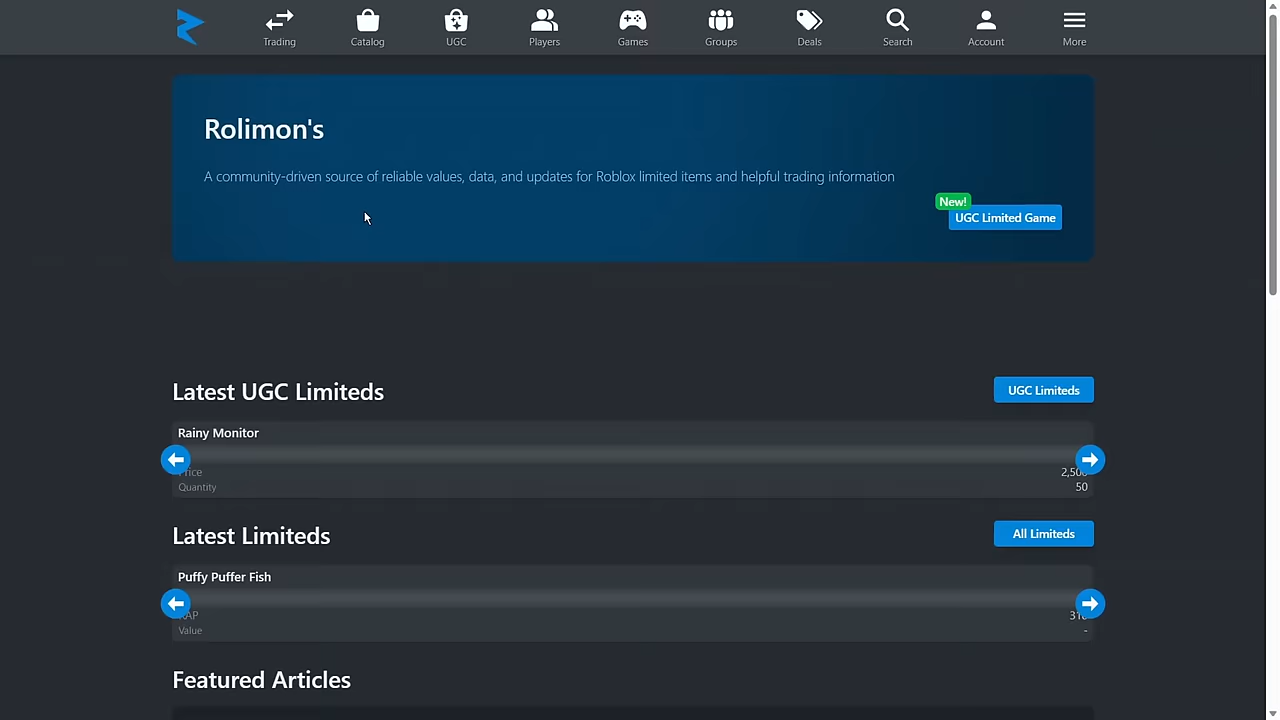 Trading
Catalog
UGC
Players
Games
Groups
Deals
Search
Account
More
Rolimon's
A community-driven source of reliable values, data, and updates for Roblox limited items and helpful trading information
New!
UGC Limited Game
Latest UGC Limiteds
UGC Limiteds
Rainy Monitor
Price
Quantity
50
Latest Limiteds
All Limiteds
Puffy Puffer Fish
Value
-
Featured Articles